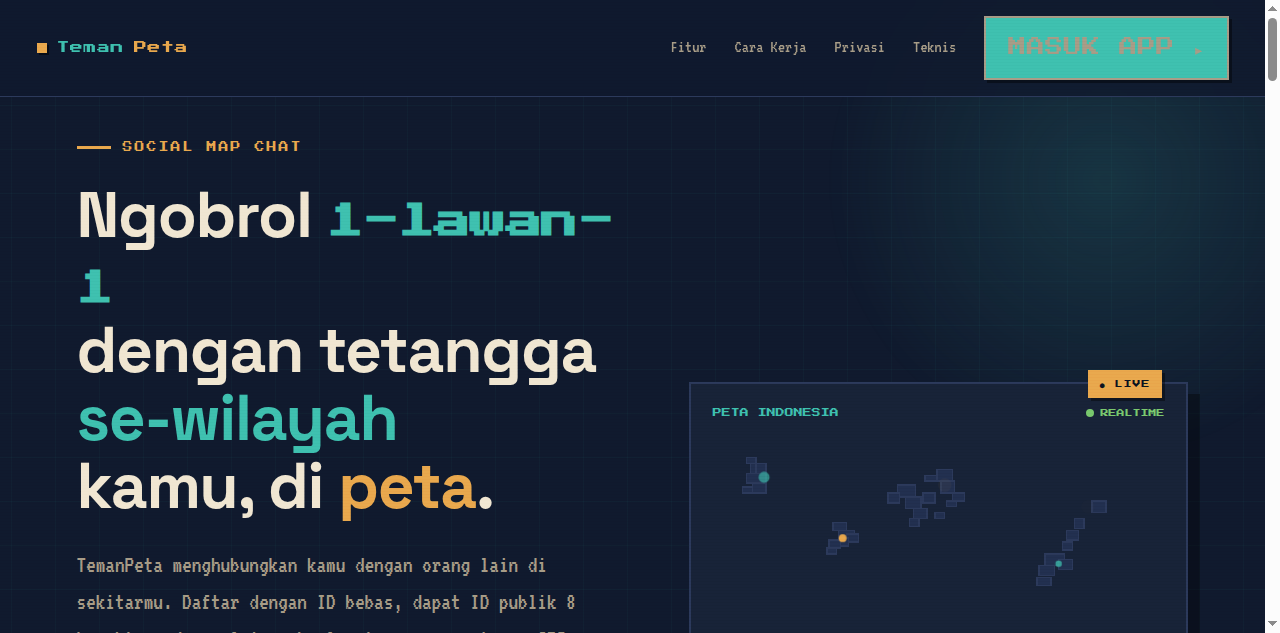 Teman Peta
Fitur
Cara Kerja
Privasi
Teknis
MASUK APP .
SOCIAL MAP CHAT
Ngobrol 1-lawan-
1
dengan tetangga
se-wilayah
kamu, di peta.
TemanPeta menghubungkan kamu dengan orang lain di
sekitarmu. Daftar dengan ID bebas, dapat ID publik 8
LIVE
PETA INDONESIA
REALTIME